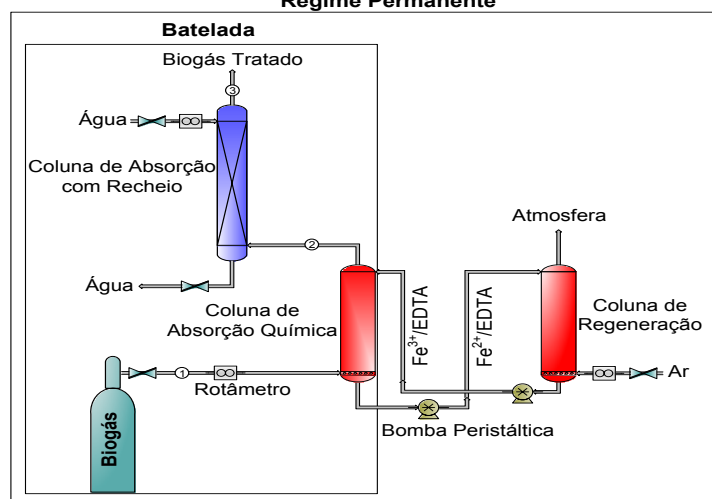 Regime Permanente
Batelada
Biogás Tratado
3
Água
Coluna de Absorção
com Recheio
Atmosfera
2
Água
Coluna de
Absorção Química
Fe3+/EDTA
Fe2+/EDTA
Coluna de
Regeneração
1
Rotâmetro
Ar
Bomba Peristáltica
Biogás